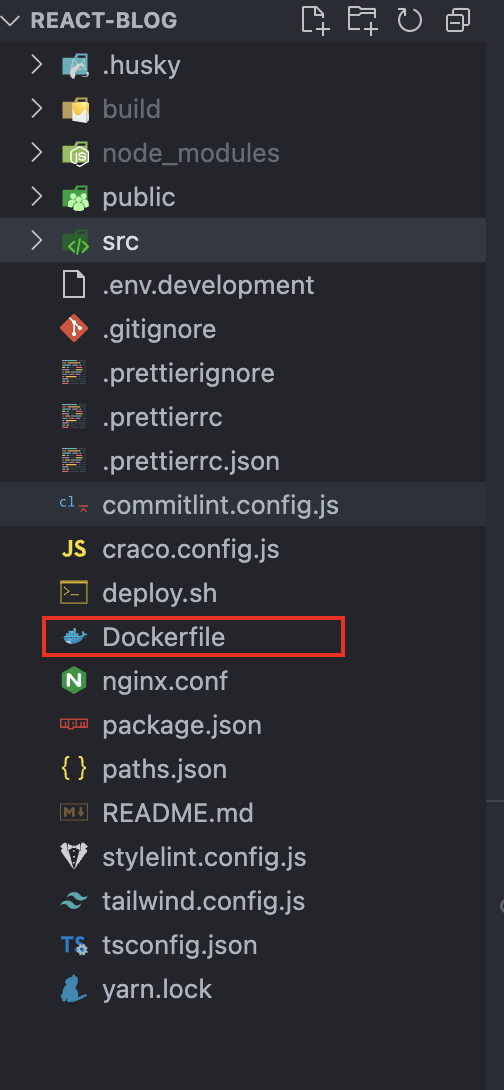 REACT-BLOG
.husky
build
node_modules
public
src
.env.development
.gitignore
.prettierignore
.prettierrc
.prettierrc.json
commitlint.config.js
JS craco.config.js
deploy.sh
Dockerfile
N nginx.conf
package.json
{ } paths.json
M↓ README.md
stylelint.config.js
tailwind.config.js
TS tsconfig.json
yarn.lock